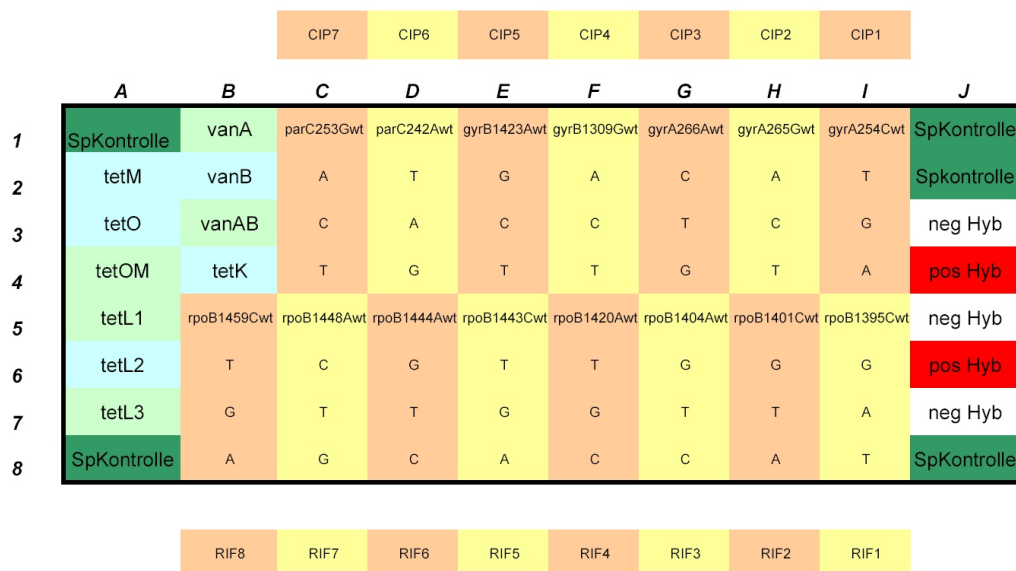 CIP7 CIP6 CIP5 CIP4 CIP3 CIP2 CIP1
A B C D E F G H I J
1 SpKontrolle vanA parC253Gwt parC242Awt gyrB1423Awt gyrB1309Gwt gyrA266Awt gyrA265Gwt gyrA254Cwt SpKontrolle
2 tetM vanB A T G A C A T Spkontrolle
3 tetO vanAB C A C C T C G neg Hyb
4 tetOM tetK T G T T G T A pos Hyb
5 tetL1 rpoB1459Cwt rpoB1448Awt rpoB1444Awt rpoB1443Cwt rpoB1420Awt rpoB1404Awt rpoB1401Cwt rpoB1395Cwt neg Hyb
6 tetL2 T C G T T G G G pos Hyb
7 tetL3 G T T G G T T A neg Hyb
8 SpKontrolle A G C A C C A T SpKontrolle
RIF8 RIF7 RIF6 RIF5 RIF4 RIF3 RIF2 RIF1